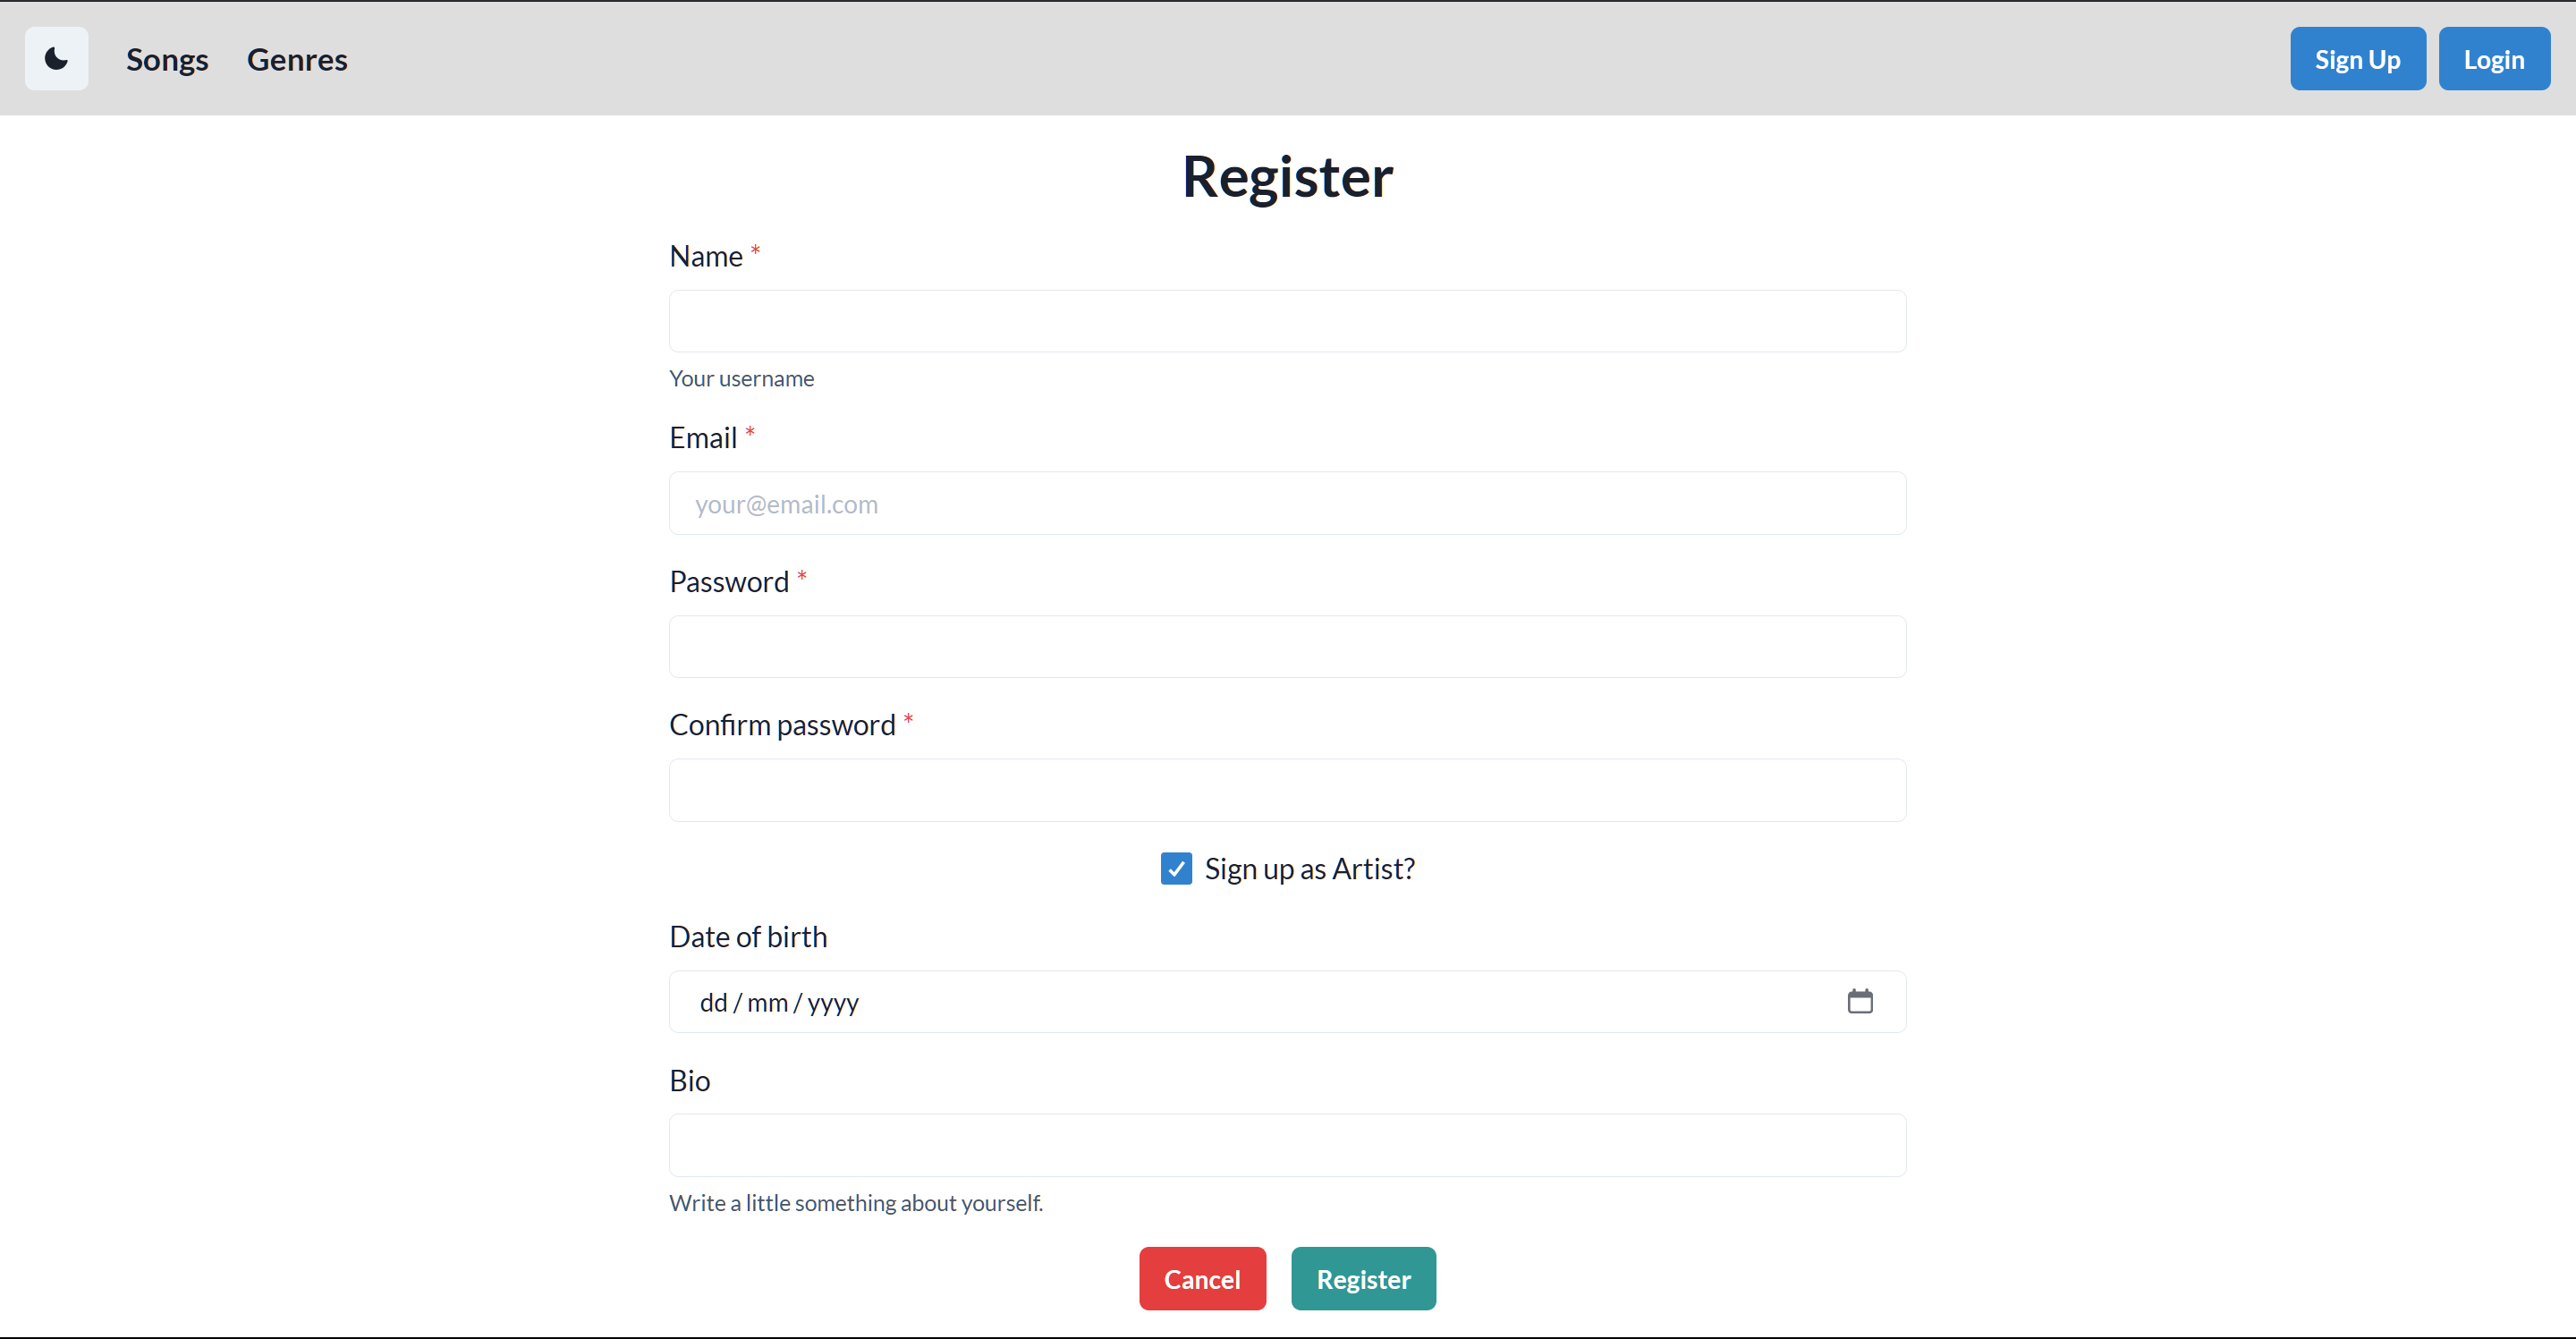 Songs Genres Sign Up Login
Register
Name *
Your username
Email *
your@email.com
Password *
Confirm password *
Sign up as Artist?
Date of birth
dd / mm / yyyy
Bio
Write a little something about yourself.
Cancel Register